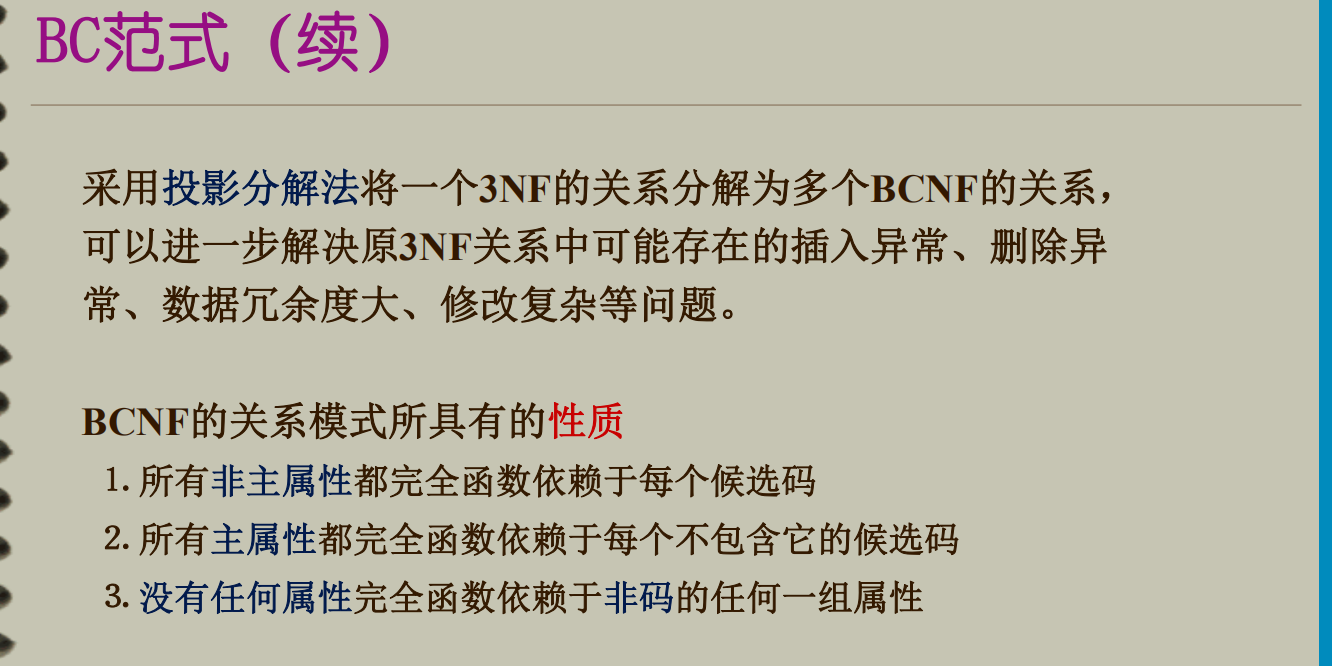 BC范式（续）
采用投影分解法将一个3NF的关系分解为多个BCNF的关系，
可以进一步解决原3NF关系中可能存在的插入异常、删除异
常、数据冗余度大、修改复杂等问题。
BCNF的关系模式所具有的性质
1. 所有非主属性都完全函数依赖于每个候选码
2. 所有主属性都完全函数依赖于每个不包含它的候选码
3. 没有任何属性完全函数依赖于非码的任何一组属性